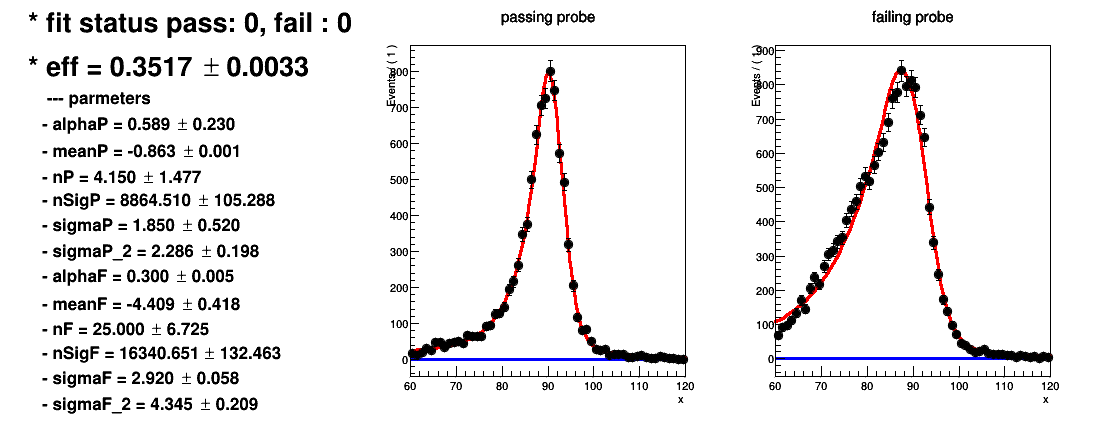 * fit status pass: 0, fail : 0
* eff = 0.3517 ± 0.0033
--- parmeters
- alphaP = 0.589 ± 0.230
- meanP = -0.863 ± 0.001
- nP = 4.150 ± 1.477
- nSigP = 8864.510 ± 105.288
- sigmaP = 1.850 ± 0.520
- sigmaP_2 = 2.286 ± 0.198
- alphaF = 0.300 ± 0.005
- meanF = -4.409 ± 0.418
- nF = 25.000 ± 6.725
- nSigF = 16340.651 ± 132.463
- sigmaF = 2.920 ± 0.058
- sigmaF_2 = 4.345 ± 0.209
passing probe
Events / ( 1 )
800
700
600
500
400
300
200
100
0
60 70 80 90 100 110 120
x
failing probe
Events / ( 1 )
900
800
700
600
500
400
300
200
100
0
60 70 80 90 100 110 120
x